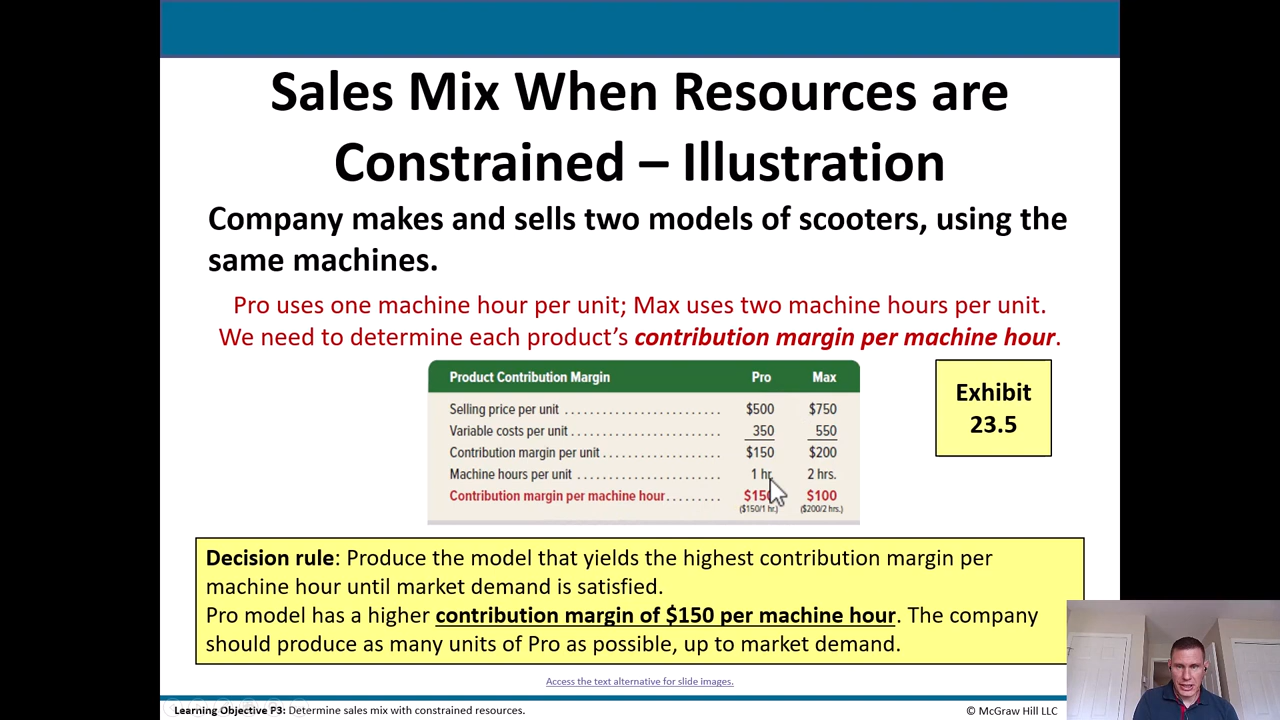 Sales Mix When Resources are
Constrained – Illustration
Company makes and sells two models of scooters, using the
same machines.
Pro uses one machine hour per unit; Max uses two machine hours per unit.
We need to determine each product's contribution margin per machine hour.
Product Contribution Margin Pro Max
Selling price per unit ........................ $500 $750
Variable costs per unit ........................ 350 550
Contribution margin per unit ................... $150 $200
Machine hours per unit ........................ 1 hr. 2 hrs.
Contribution margin per machine hour ......... $150 $100
($150/1 hr.) ($200/2 hrs.)
Exhibit
23.5
Decision rule: Produce the model that yields the highest contribution margin per
machine hour until market demand is satisfied.
Pro model has a higher contribution margin of $150 per machine hour. The company
should produce as many units of Pro as possible, up to market demand.
Access the text alternative for slide images.
Learning Objective P3: Determine sales mix with constrained resources.
© McGraw Hill LLC